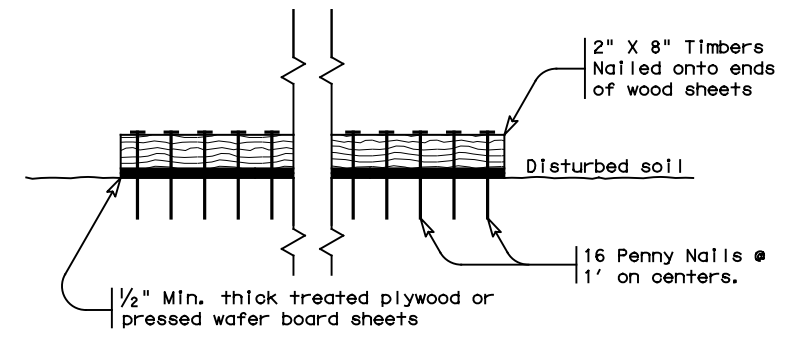 2" X 8" Timbers
Nailed onto ends
of wood sheets
Disturbed soil
16 Penny Nails @
1' on centers.
½" Min. thick treated plywood or
pressed wafer board sheets